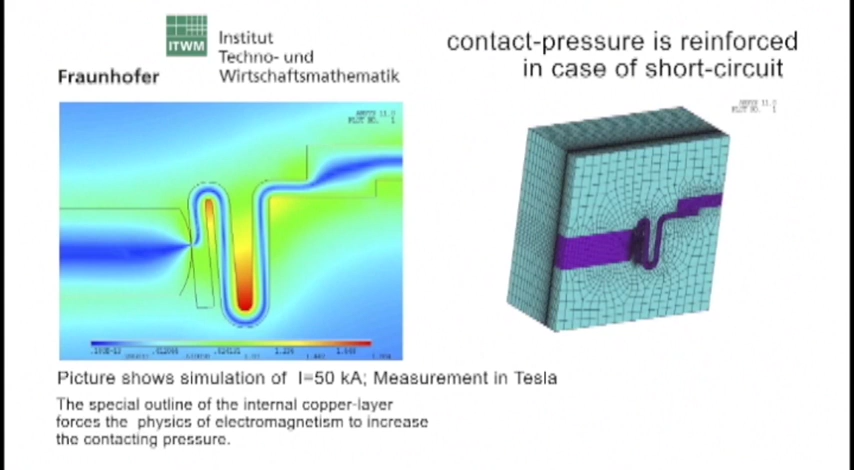 ITWM
Institut
Techno- und
Wirtschaftsmathematik
Fraunhofer
contact-pressure is reinforced
in case of short-circuit
Picture shows simulation of I=50 kA; Measurement in Tesla
The special outline of the internal copper-layer
forces the physics of electromagnetism to increase
the contacting pressure.